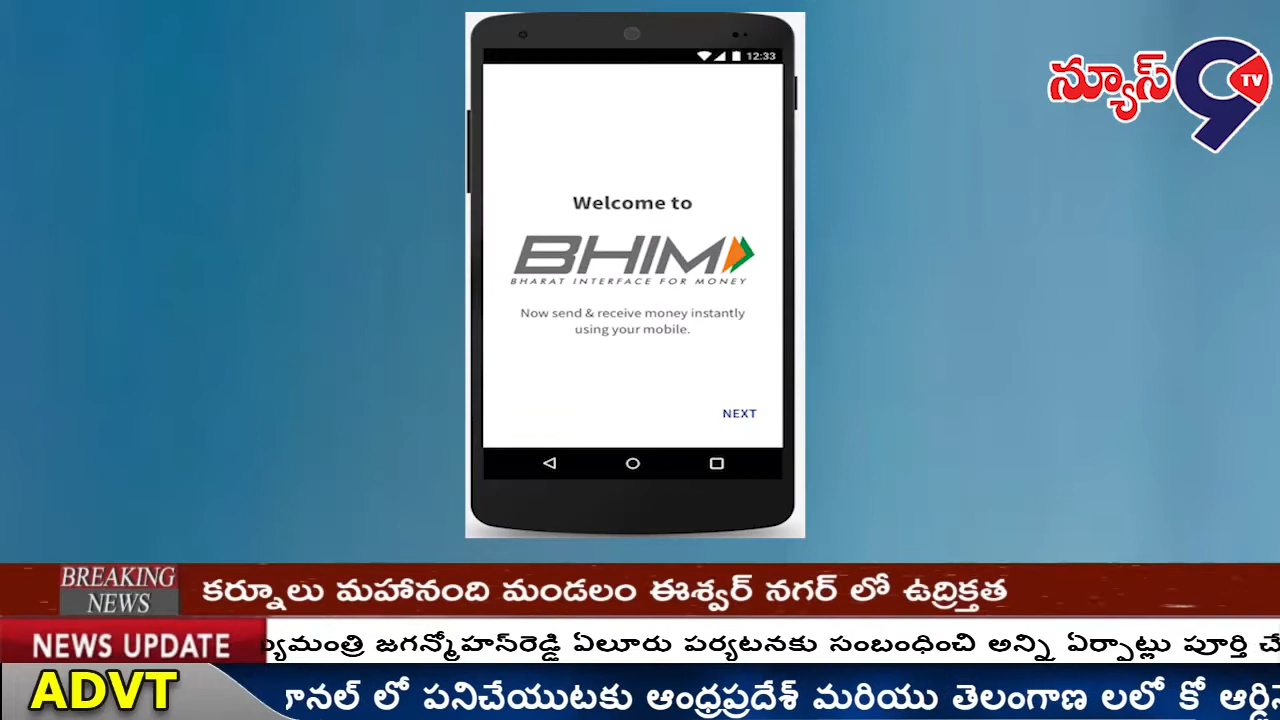 12:33
న్యూస్ 9 TV
Welcome to
BHIM
BHARAT INTERFACE FOR MONEY
Now send & receive money instantly
using your mobile.
NEXT
BREAKING
NEWS
కర్నూలు మహానంది మండలం ఈశ్వర్ నగర్ లో ఉద్రిక్తత
NEWS UPDATE
జగన్మోహన్‌రెడ్డి ఏలూరు పర్యటనకు సంబంధించి అన్ని ఏర్పాట్లు పూర్తి
ADVT
లో పనిచేయుటకు ఆంధ్రప్రదేశ్ మరియు తెలంగాణ లలో కో